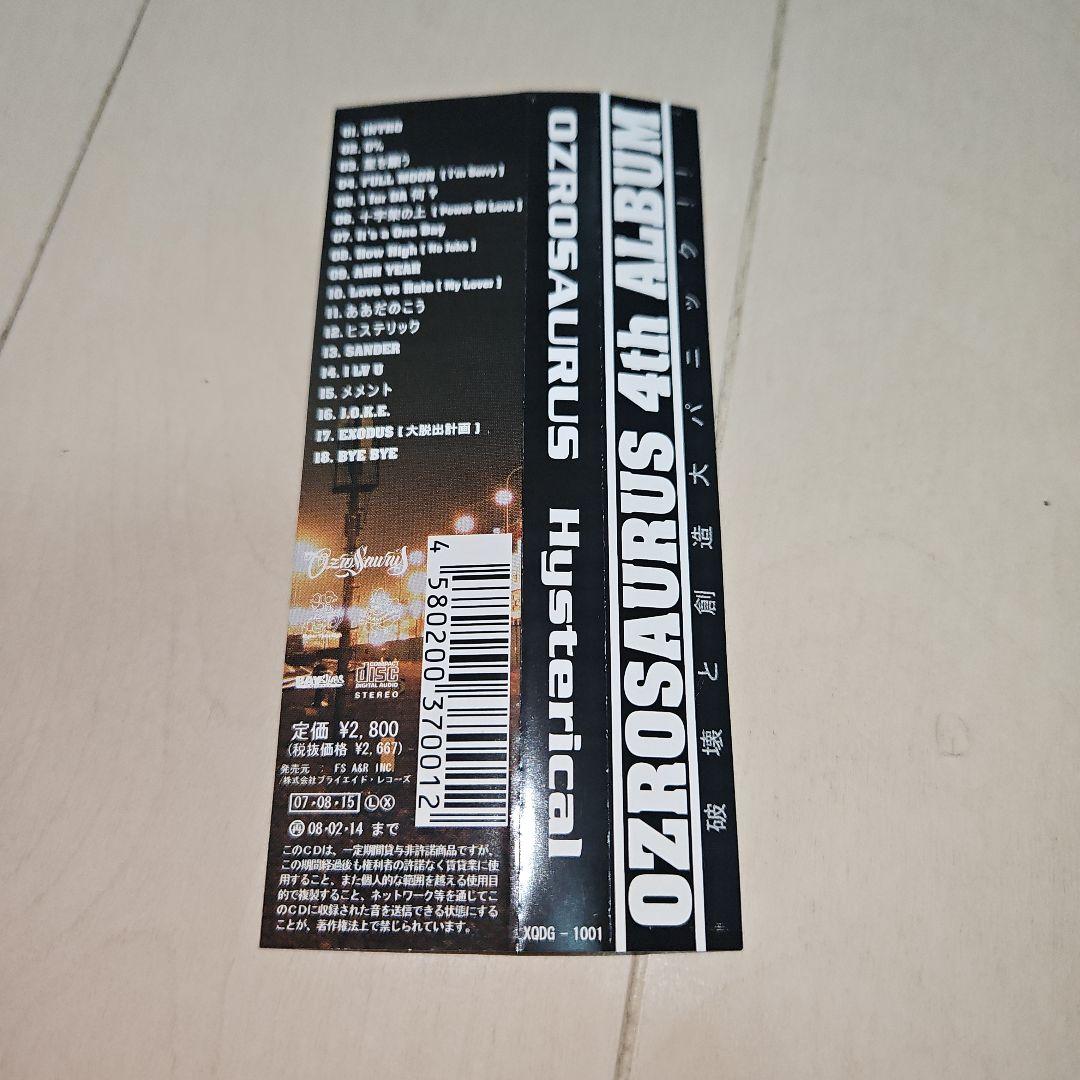 01. INTRO
02. 0%
03. 星を願う
04. FULL MOON [ I'm Sorry ]
05. I for DA 何 ?
06. 十字架の上 [ Power Of Love ]
07. It's a One Day
08. How High [ No Joke ]
09. AHH YEAH
10. Love vs Hate [ My Lover ]
11. ああだのこう
12. ヒステリック
13. SANDER
14. I LV U
15. メメント
16. J.O.K.E.
17. EXODUS [ 大脱出計画 ]
18. BYE BYE
OzroSaurus
COMPACT
disc
DIGITAL AUDIO
STEREO
4 580200 370012
定価 ¥2,800
(税抜価格 ¥2,667)
発売元 : FS A&R INC.
/株式会社ブライエイド・レコーズ
07・08・15 Ⓛ Ⓧ
再 08・02・14 まで
このCDは、一定期間貸与非許諾商品ですが、
この期間経過後も権利者の許諾なく賃貸業に使
用すること、また個人的な範囲を越える使用目
的で複製すること、ネットワーク等を通じてこ
のCDに収録された音を送信できる状態にする
ことが、著作権法上で禁じられています。
OZROSAURUS Hysterical
XQDG - 1001
OZROSAURUS 4th ALBUM
破壊と創造大パニックー!